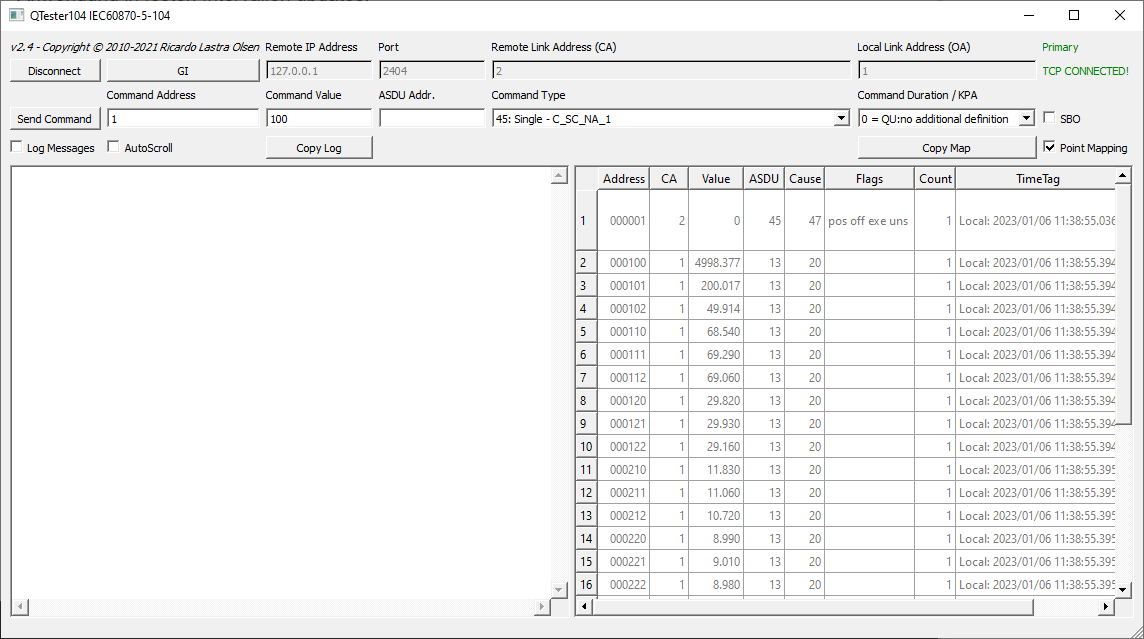 QTester104 IEC60870-5-104
v2.4 - Copyright © 2010-2021 Ricardo Lastra Olsen Remote IP Address Port Remote Link Address (CA) Local Link Address (OA) Primary
Disconnect GI 127.0.0.1 2404 2 1 TCP CONNECTED!
Command Address Command Value ASDU Addr. Command Type Command Duration / KPA
Send Command 1 100 45: Single - C_SC_NA_1 0 = QU:no additional definition SBO
Log Messages AutoScroll Copy Log Copy Map Point Mapping
Address CA Value ASDU Cause Flags Count TimeTag
1 000001 2 0 45 47 pos off exe uns 1 Local: 2023/01/06 11:38:55.036
2 000100 1 4998.377 13 20 1 Local: 2023/01/06 11:38:55.394
3 000101 1 200.017 13 20 1 Local: 2023/01/06 11:38:55.394
4 000102 1 49.914 13 20 1 Local: 2023/01/06 11:38:55.394
5 000110 1 68.540 13 20 1 Local: 2023/01/06 11:38:55.394
6 000111 1 69.290 13 20 1 Local: 2023/01/06 11:38:55.394
7 000112 1 69.060 13 20 1 Local: 2023/01/06 11:38:55.394
8 000120 1 29.820 13 20 1 Local: 2023/01/06 11:38:55.394
9 000121 1 29.930 13 20 1 Local: 2023/01/06 11:38:55.394
10 000122 1 29.160 13 20 1 Local: 2023/01/06 11:38:55.394
11 000210 1 11.830 13 20 1 Local: 2023/01/06 11:38:55.395
12 000211 1 11.060 13 20 1 Local: 2023/01/06 11:38:55.395
13 000212 1 10.720 13 20 1 Local: 2023/01/06 11:38:55.395
14 000220 1 8.990 13 20 1 Local: 2023/01/06 11:38:55.395
15 000221 1 9.010 13 20 1 Local: 2023/01/06 11:38:55.395
16 000222 1 8.980 13 20 1 Local: 2023/01/06 11:38:55.395